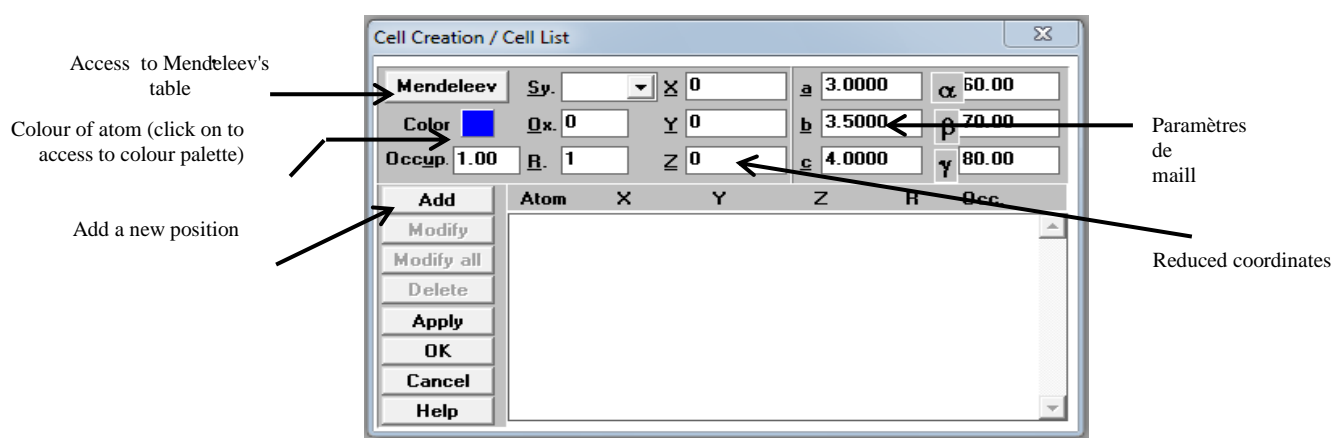 Cell Creation / Cell List
Access to Mendeleev's
table
Colour of atom (click on to
access to colour palette)
Add a new position
Mendeleev Sy. X 0 a 3.0000 α 60.00
Color Ox. 0 Y 0 b 3.5000 β 70.00
Occup. 1.00 R. 1 Z 0 c 4.0000 γ 80.00
Add Atom X Y Z R Occ.
Modify
Modify all
Delete
Apply
OK
Cancel
Help
Paramètres
de
maill
Reduced coordinates